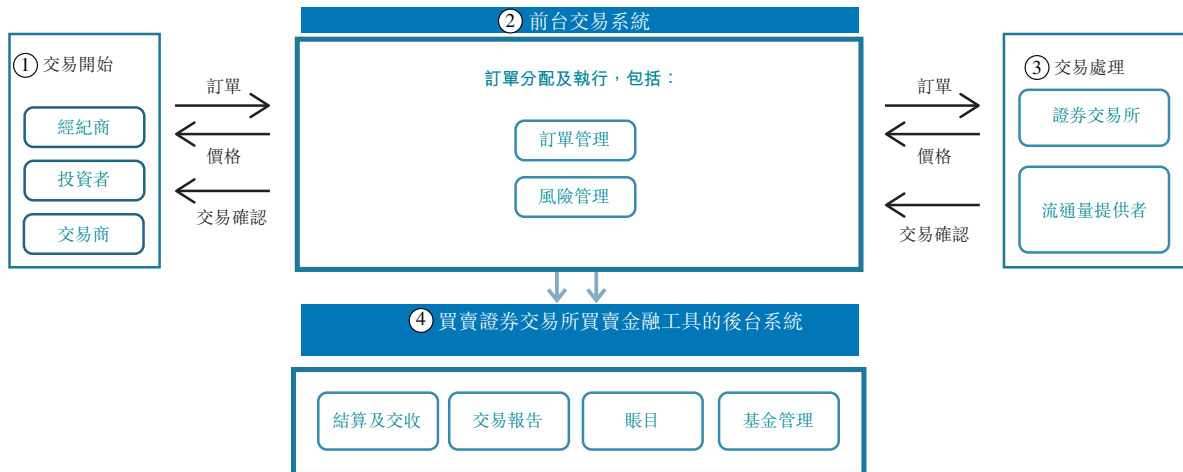 ② 前台交易系統
① 交易開始
經紀商
投資者
交易商
訂單
價格
交易確認
訂單分配及執行，包括：
訂單管理
風險管理
訂單
價格
交易確認
③ 交易處理
證券交易所
流通量提供者
④ 買賣證券交易所買賣金融工具的後台系統
結算及交收
交易報告
賬目
基金管理